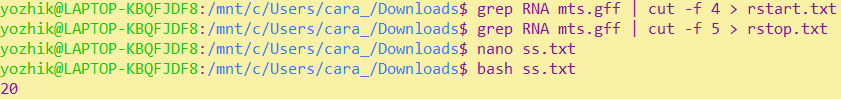 yozhik@LAPTOP-KBQFJDF8:/mnt/c/Users/cara_/Downloads$ grep RNA mts.gff | cut -f 4 > rstart.txt
yozhik@LAPTOP-KBQFJDF8:/mnt/c/Users/cara_/Downloads$ grep RNA mts.gff | cut -f 5 > rstop.txt
yozhik@LAPTOP-KBQFJDF8:/mnt/c/Users/cara_/Downloads$ nano ss.txt
yozhik@LAPTOP-KBQFJDF8:/mnt/c/Users/cara_/Downloads$ bash ss.txt
20